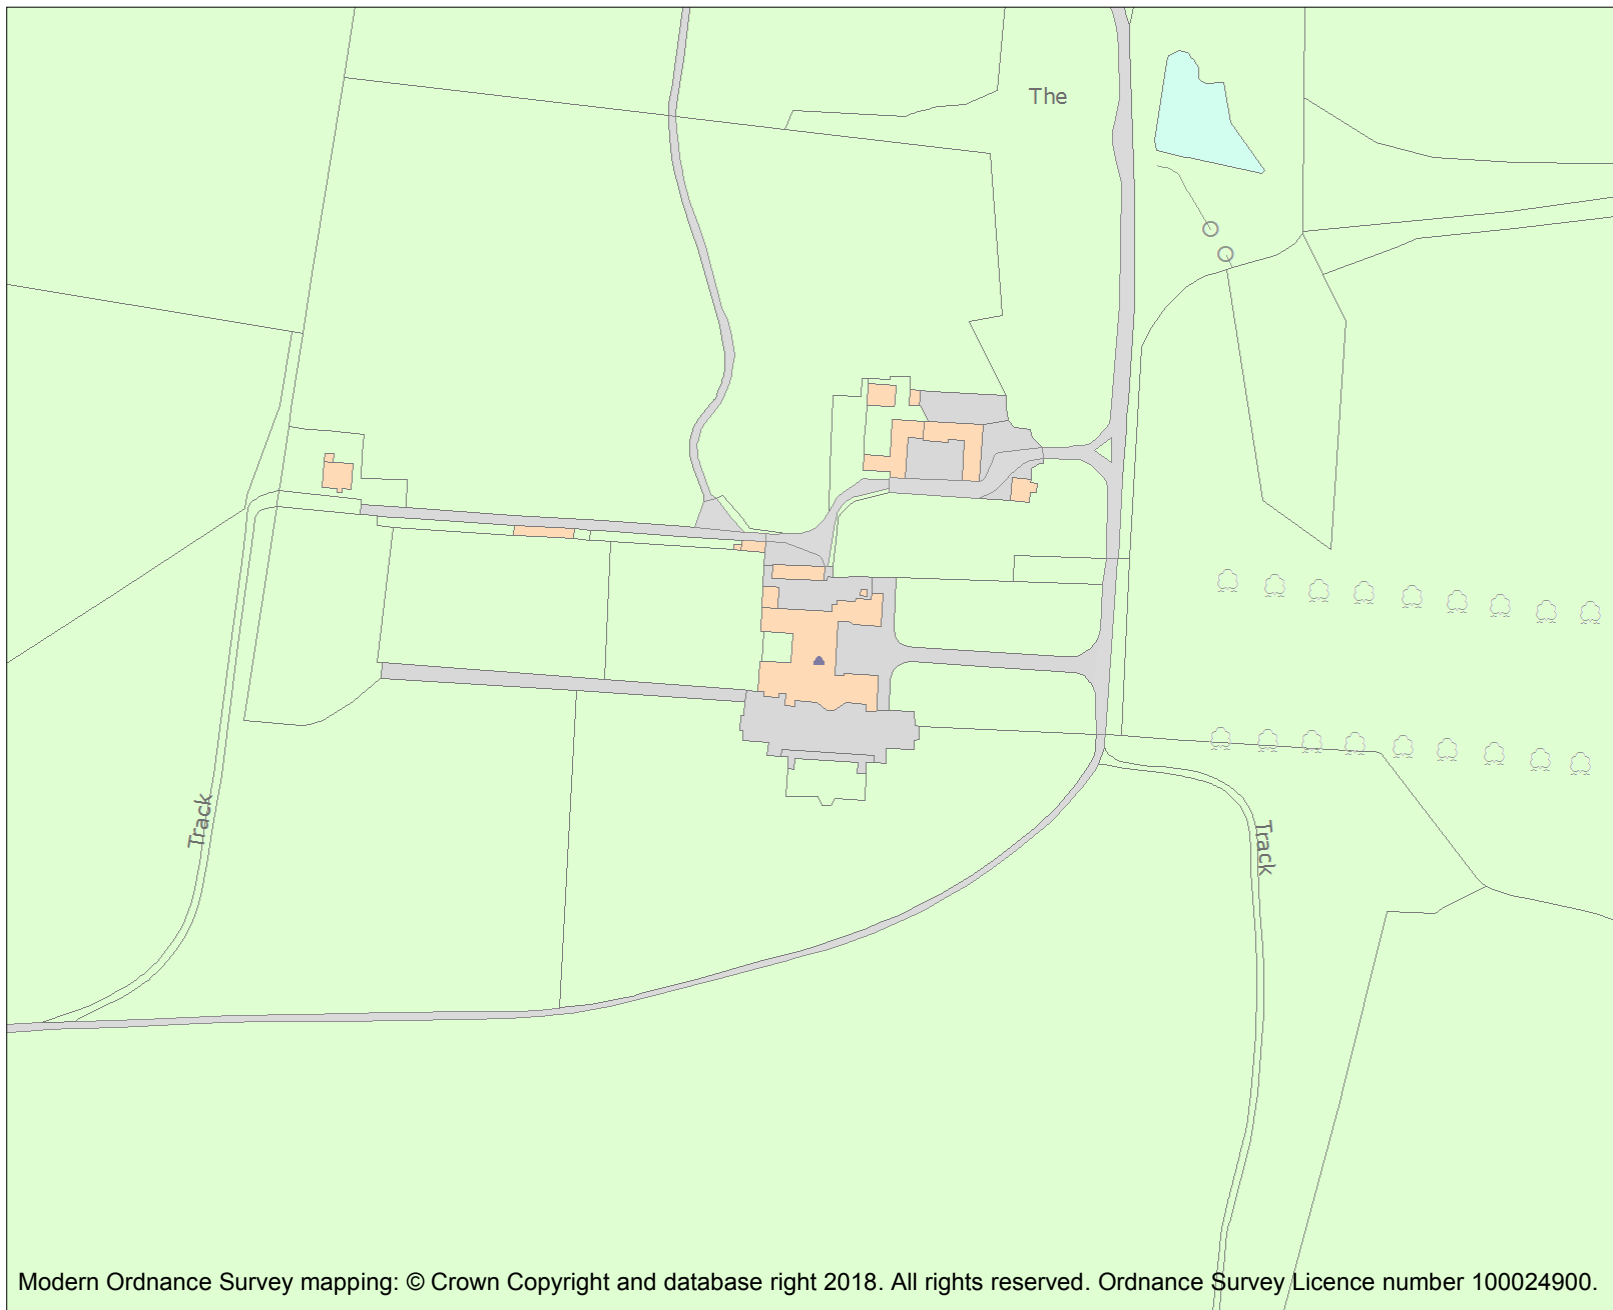 The
Track
Track
Modern Ordnance Survey mapping: © Crown Copyright and database right 2018. All rights reserved. Ordnance Survey Licence number 100024900.